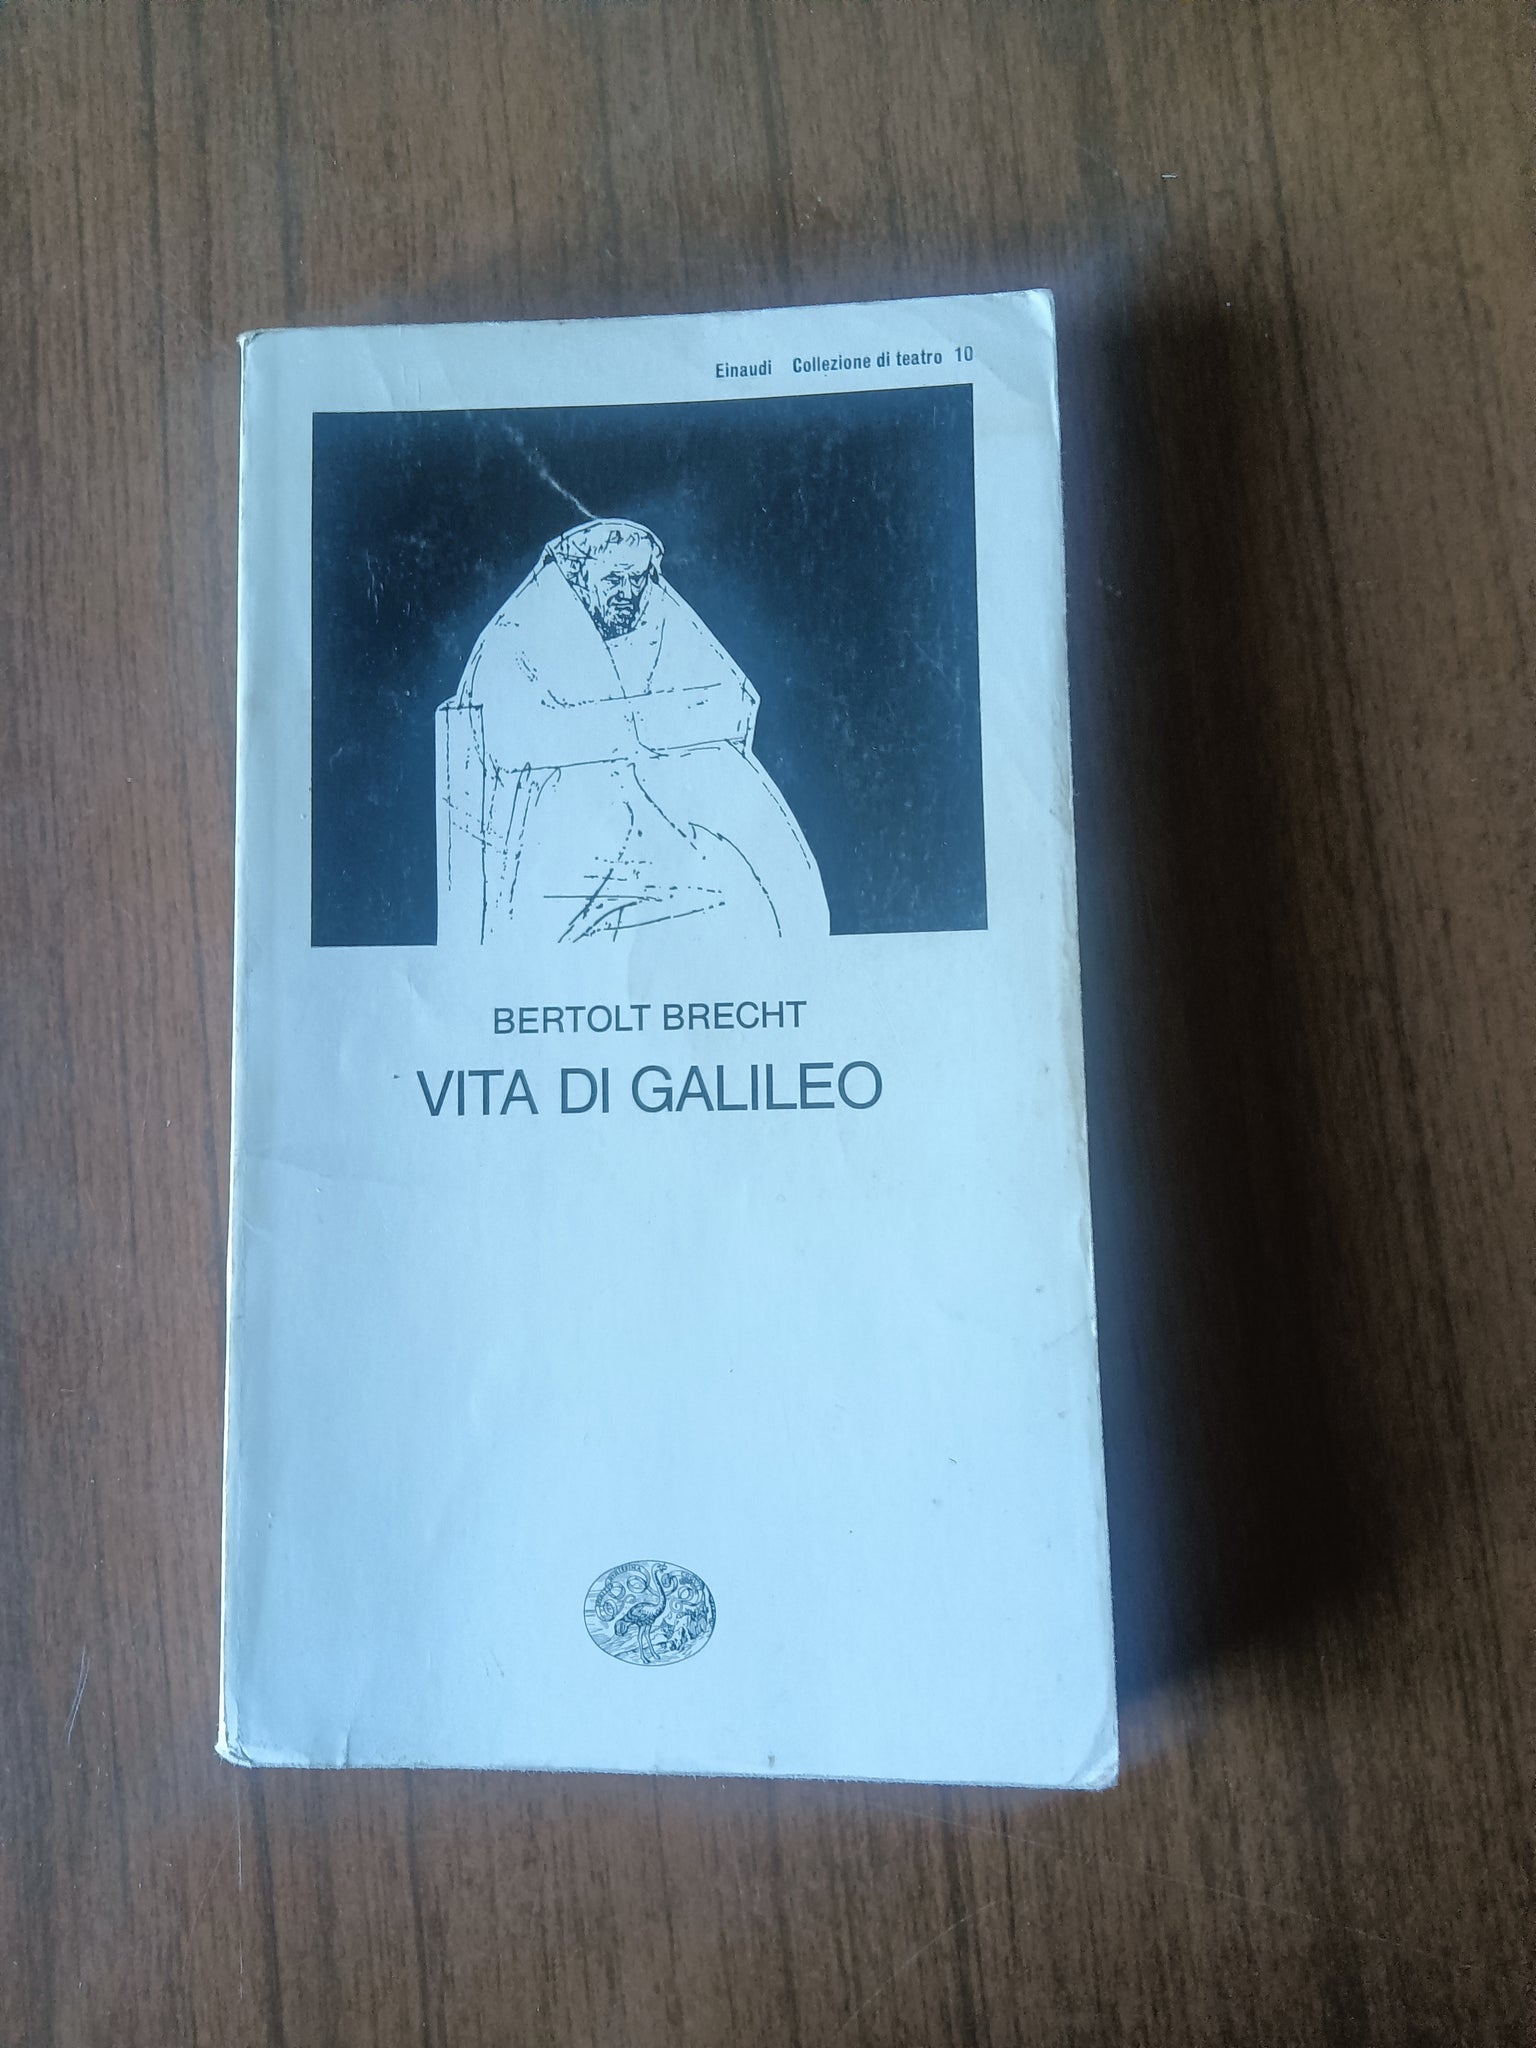 Einaudi Collezione di teatro 10
BERTOLT BRECHT
VITA DI GALILEO